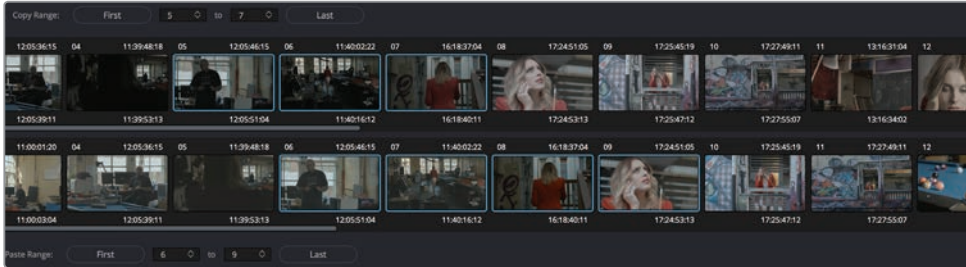 Copy Range: First 5 to 7 Last
12:05:36:15 04 11:39:48:18 05 12:05:46:15 06 11:40:02:22 07 16:18:37:04 08 17:24:51:05 09 17:25:45:19 10 17:27:49:11 11 13:16:31:04 12
12:05:39:11 11:39:53:13 12:05:51:04 11:40:16:12 16:18:40:11 17:24:53:13 17:25:47:12 17:27:55:07 13:16:34:02
11:00:01:20 04 12:05:36:15 05 11:39:48:18 06 12:05:46:15 07 11:40:02:22 08 16:18:37:04 09 17:24:51:05 10 17:25:45:19 11 17:27:49:11 12
11:00:03:04 12:05:39:11 11:39:53:13 12:05:51:04 11:40:16:12 16:18:40:11 17:24:53:13 17:25:47:12 17:27:55:07
Paste Range: First 6 to 9 Last